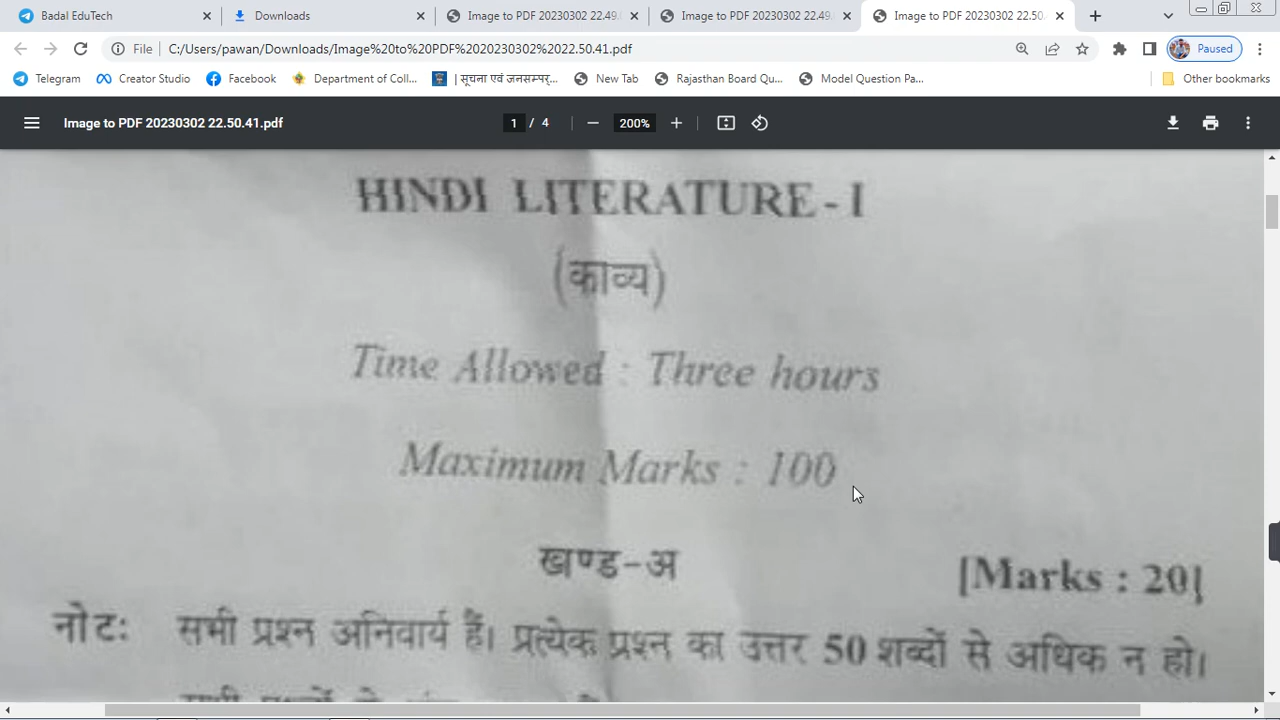 Badal EduTech
Downloads
Image to PDF 20230302 22.49.
Image to PDF 20230302 22.49.
Image to PDF 20230302 22.50.
File
C:/Users/pawan/Downloads/Image%20to%20PDF%2020230302%2022.50.41.pdf
Paused
Telegram
Creator Studio
Facebook
Department of Coll...
| सूचना एवं जनसम्पर्...
New Tab
Rajasthan Board Qu...
Model Question Pa...
Other bookmarks
Image to PDF 20230302 22.50.41.pdf
1 / 4
200%
HINDI LITERATURE - I
(काव्य)
Time Allowed : Three hours
Maximum Marks : 100
खण्ड-अ
[Marks : 20]
नोटः सभी प्रश्न अनिवार्य हैं। प्रत्येक प्रश्न का उत्तर 50 शब्दों से अधिक न हो।